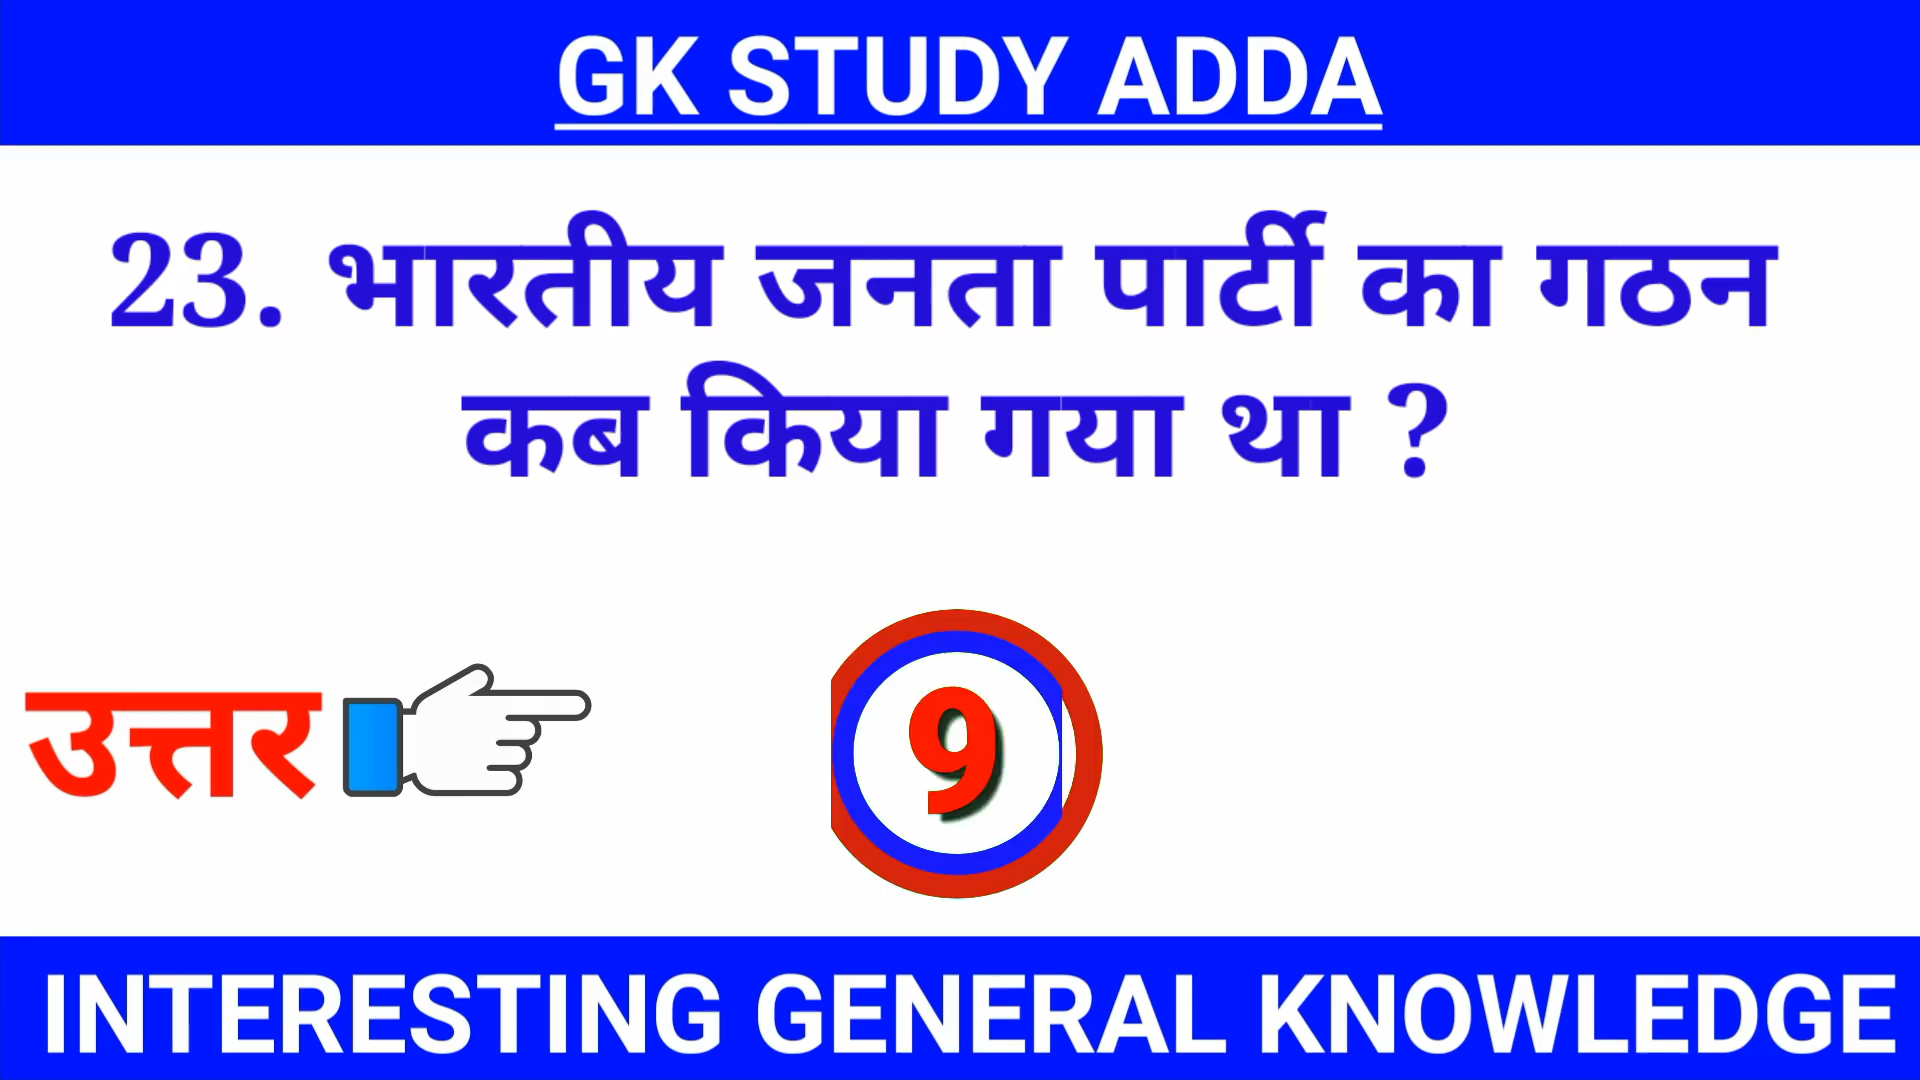 GK STUDY ADDA
23. भारतीय जनता पार्टी का गठन
कब किया गया था ?
उत्तर
9
INTERESTING GENERAL KNOWLEDGE